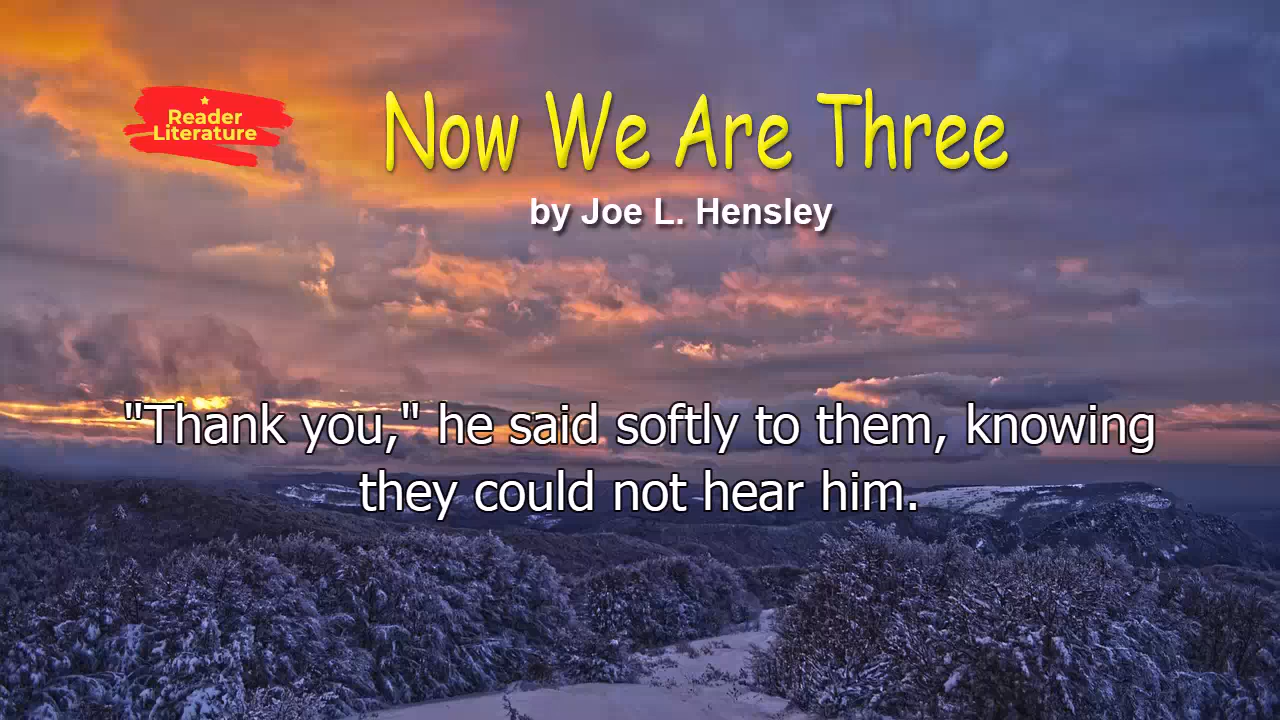 Reader
Literature
Now We Are Three
by Joe L. Hensley
"Thank you," he said softly to them, knowing
they could not hear him.